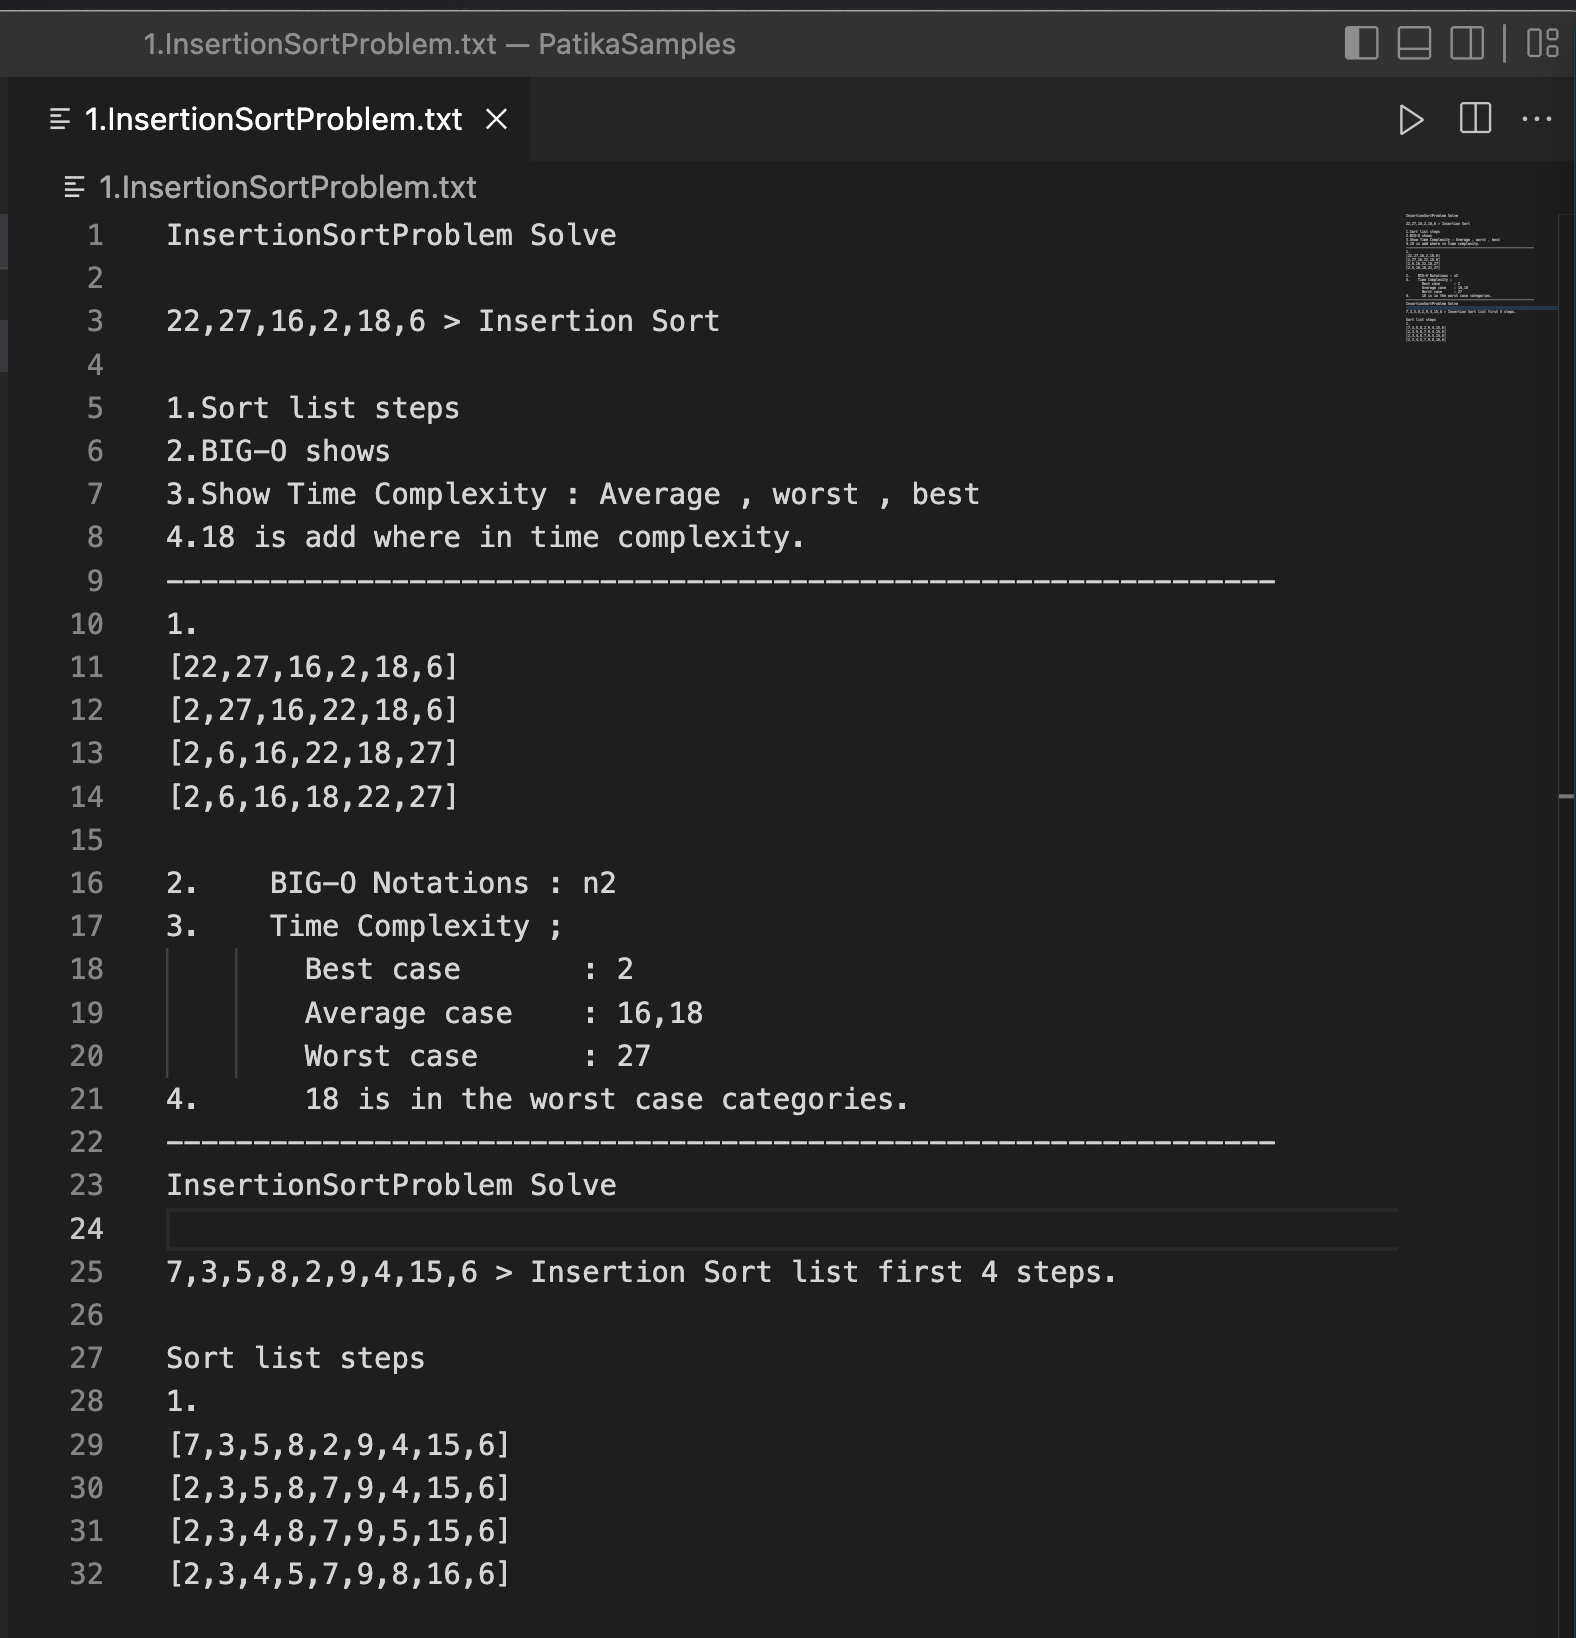 1.InsertionSortProblem.txt — PatikaSamples
1.InsertionSortProblem.txt
1.InsertionSortProblem.txt
1 InsertionSortProblem Solve
2
3 22,27,16,2,18,6 > Insertion Sort
4
5 1.Sort list steps
6 2.BIG-O shows
7 3.Show Time Complexity : Average , worst , best
8 4.18 is add where in time complexity.
9 ----------------------------------------------------------------
10 1.
11 [22,27,16,2,18,6]
12 [2,27,16,22,18,6]
13 [2,6,16,22,18,27]
14 [2,6,16,18,22,27]
15
16 2.    BIG-O Notations : n2
17 3.    Time Complexity ;
18         Best case       : 2
19         Average case    : 16,18
20         Worst case      : 27
21 4.      18 is in the worst case categories.
22 ----------------------------------------------------------------
23 InsertionSortProblem Solve
24
25 7,3,5,8,2,9,4,15,6 > Insertion Sort list first 4 steps.
26
27 Sort list steps
28 1.
29 [7,3,5,8,2,9,4,15,6]
30 [2,3,5,8,7,9,4,15,6]
31 [2,3,4,8,7,9,5,15,6]
32 [2,3,4,5,7,9,8,16,6]